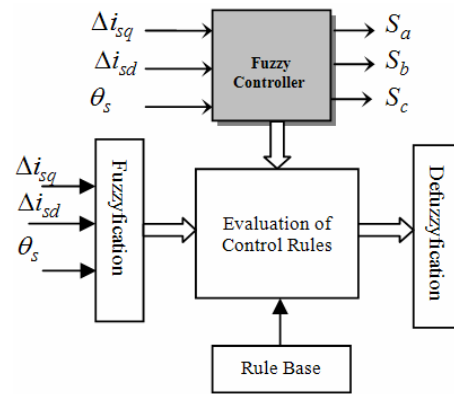 Δi_sq
Δi_sd
θ_s
Fuzzy
Controller
S_a
S_b
S_c
Δi_sq
Δi_sd
θ_s
Fuzzyfication
Evaluation of
Control Rules
Defuzzyfication
Rule Base